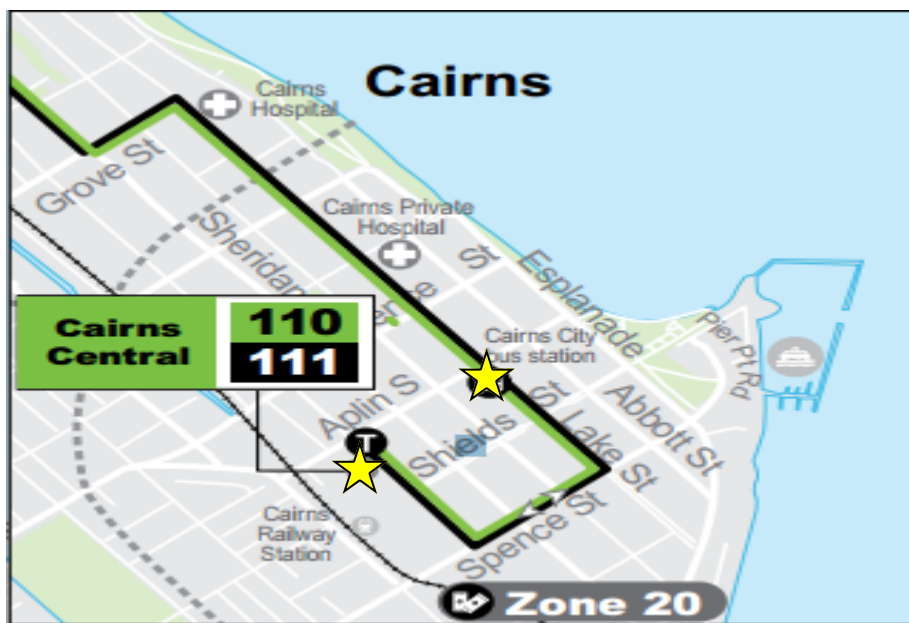 Cairns
Cairns
Hospital
Grove St
Cairns Private
Hospital
Sheridan
St
Esplanade
Pier Pt Rd
Cairns
Central
110
111
Cairns City
bus station
Aplin S
T
Shields St
Lake St
Abbott St
Cairns
Railway
Station
Spence St
Zone 20